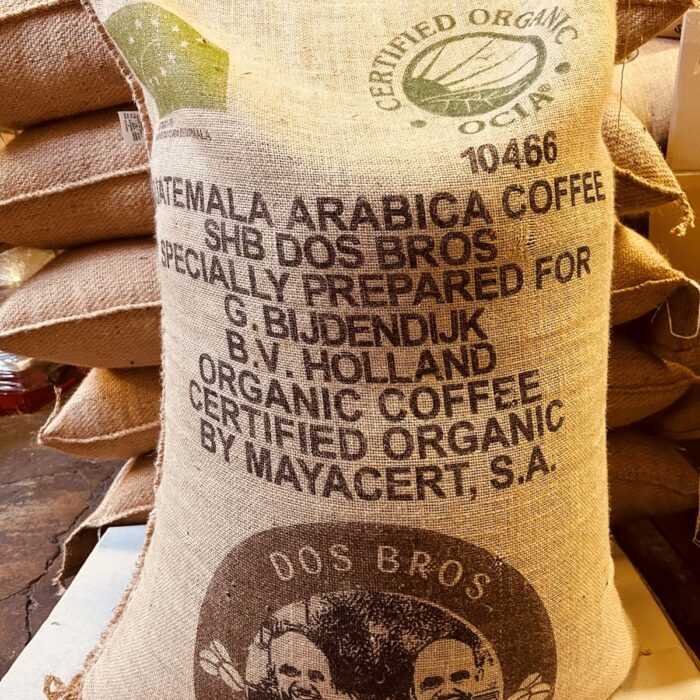 CERTIFIED ORGANIC
OCIA®
10466
ATEMALA ARABICA COFFEE
SHB DOS BROS
SPECIALLY PREPARED FOR
G. BIJDENDIJK
B.V. HOLLAND
ORGANIC COFFEE
CERTIFIED ORGANIC
BY MAYACERT, S.A.
DOS BROS